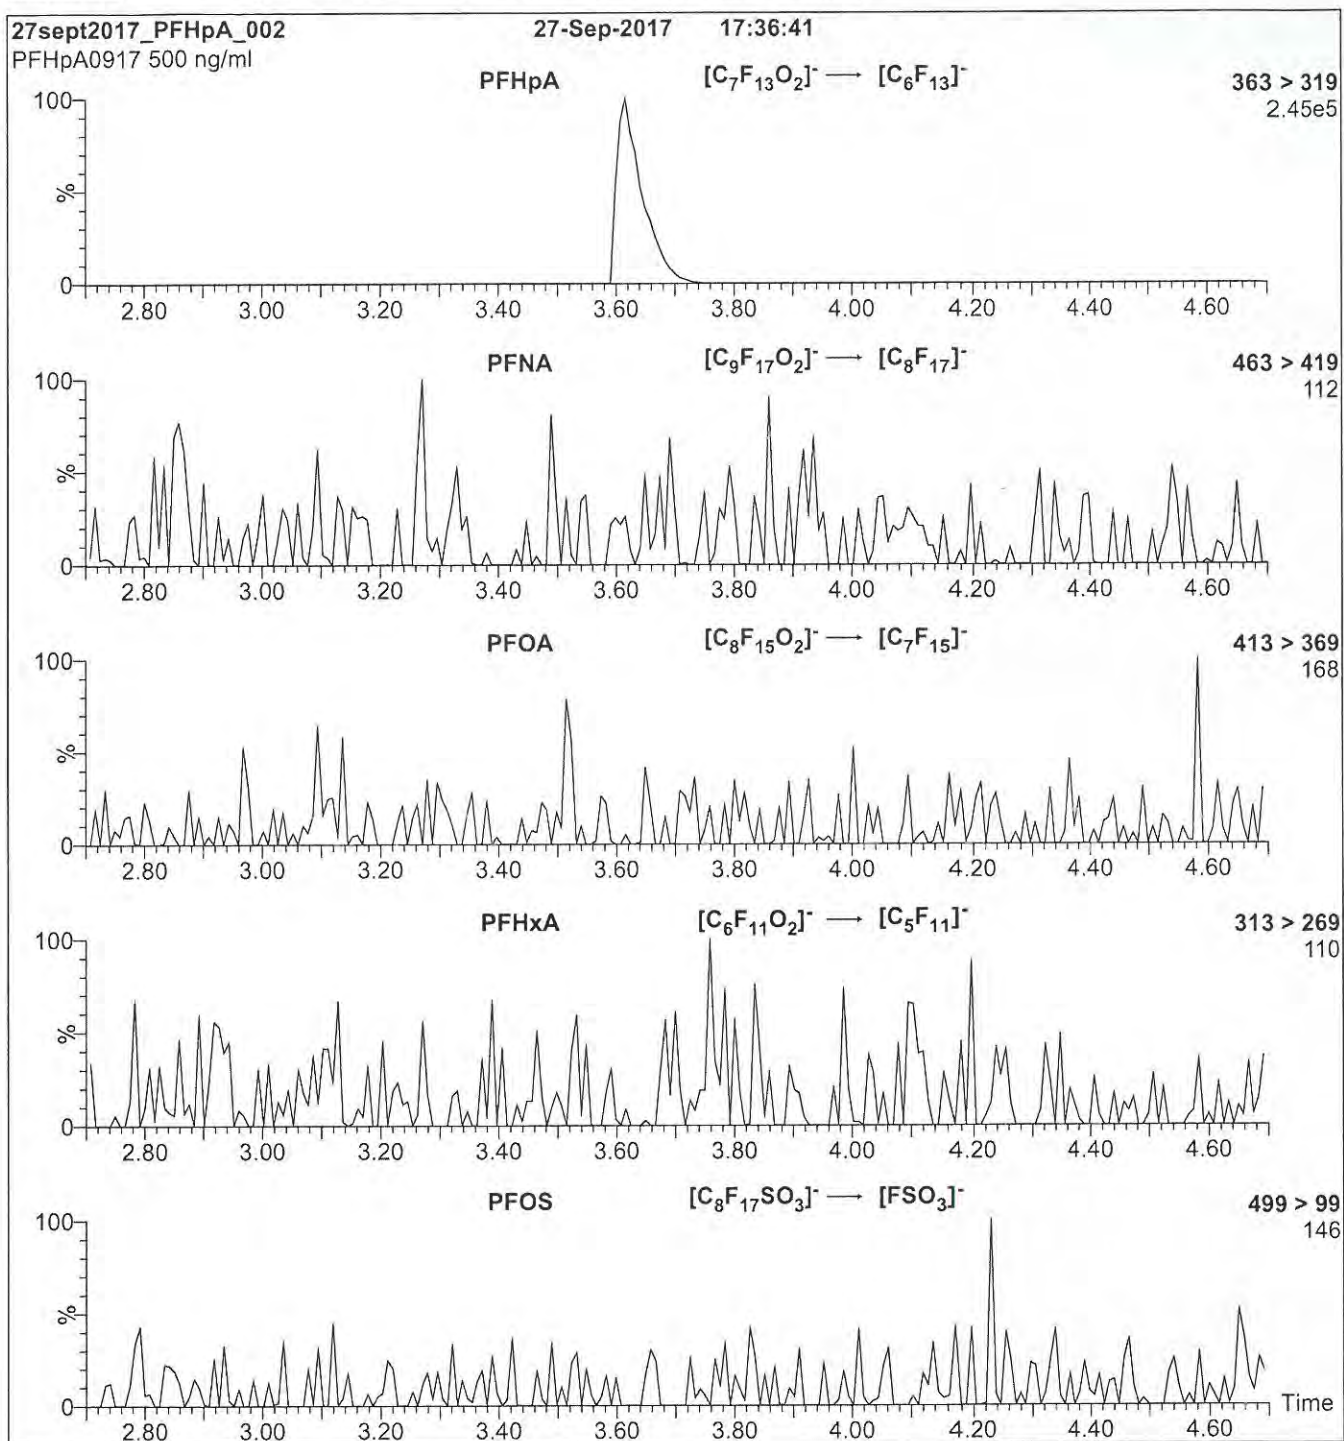 27sept2017_PFHpA_002 27-Sep-2017 17:36:41
PFHpA0917 500 ng/ml
PFHpA [C₇F₁₃O₂]⁻ ⟶ [C₆F₁₃]⁻ 363 > 319
2.45e5
100
%
0
2.80 3.00 3.20 3.40 3.60 3.80 4.00 4.20 4.40 4.60
PFNA [C₉F₁₇O₂]⁻ ⟶ [C₈F₁₇]⁻ 463 > 419
112
100
%
0
2.80 3.00 3.20 3.40 3.60 3.80 4.00 4.20 4.40 4.60
PFOA [C₈F₁₅O₂]⁻ ⟶ [C₇F₁₅]⁻ 413 > 369
168
100
%
0
2.80 3.00 3.20 3.40 3.60 3.80 4.00 4.20 4.40 4.60
PFHxA [C₆F₁₁O₂]⁻ ⟶ [C₅F₁₁]⁻ 313 > 269
110
100
%
0
2.80 3.00 3.20 3.40 3.60 3.80 4.00 4.20 4.40 4.60
PFOS [C₈F₁₇SO₃]⁻ ⟶ [FSO₃]⁻ 499 > 99
146
100
%
0
Time
2.80 3.00 3.20 3.40 3.60 3.80 4.00 4.20 4.40 4.60